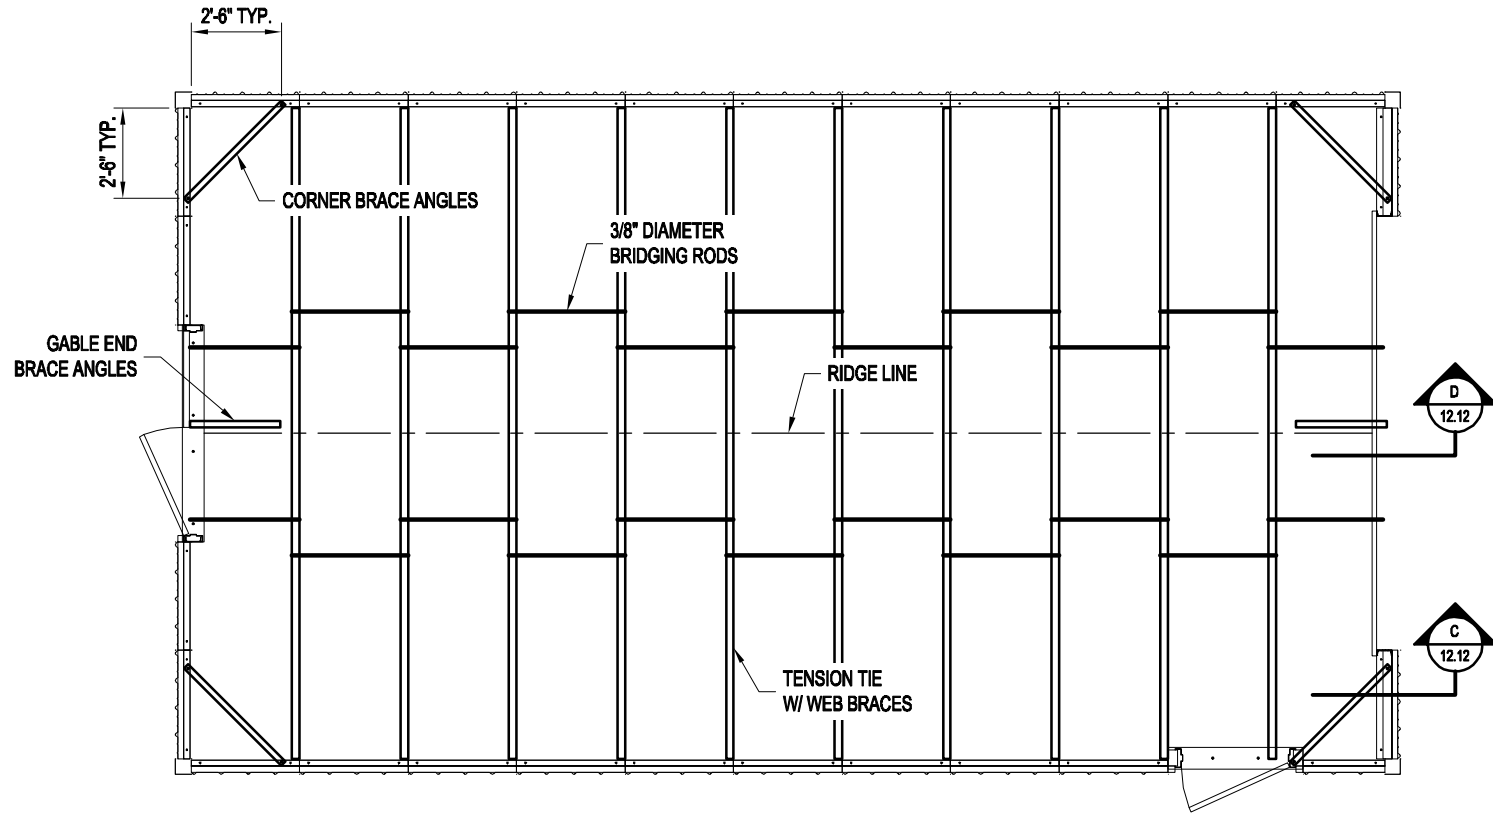 2'-6" TYP.
2'-6" TYP.
CORNER BRACE ANGLES
3/8" DIAMETER
BRIDGING RODS
GABLE END
BRACE ANGLES
RIDGE LINE
D
12.12
C
12.12
TENSION TIE
W/ WEB BRACES